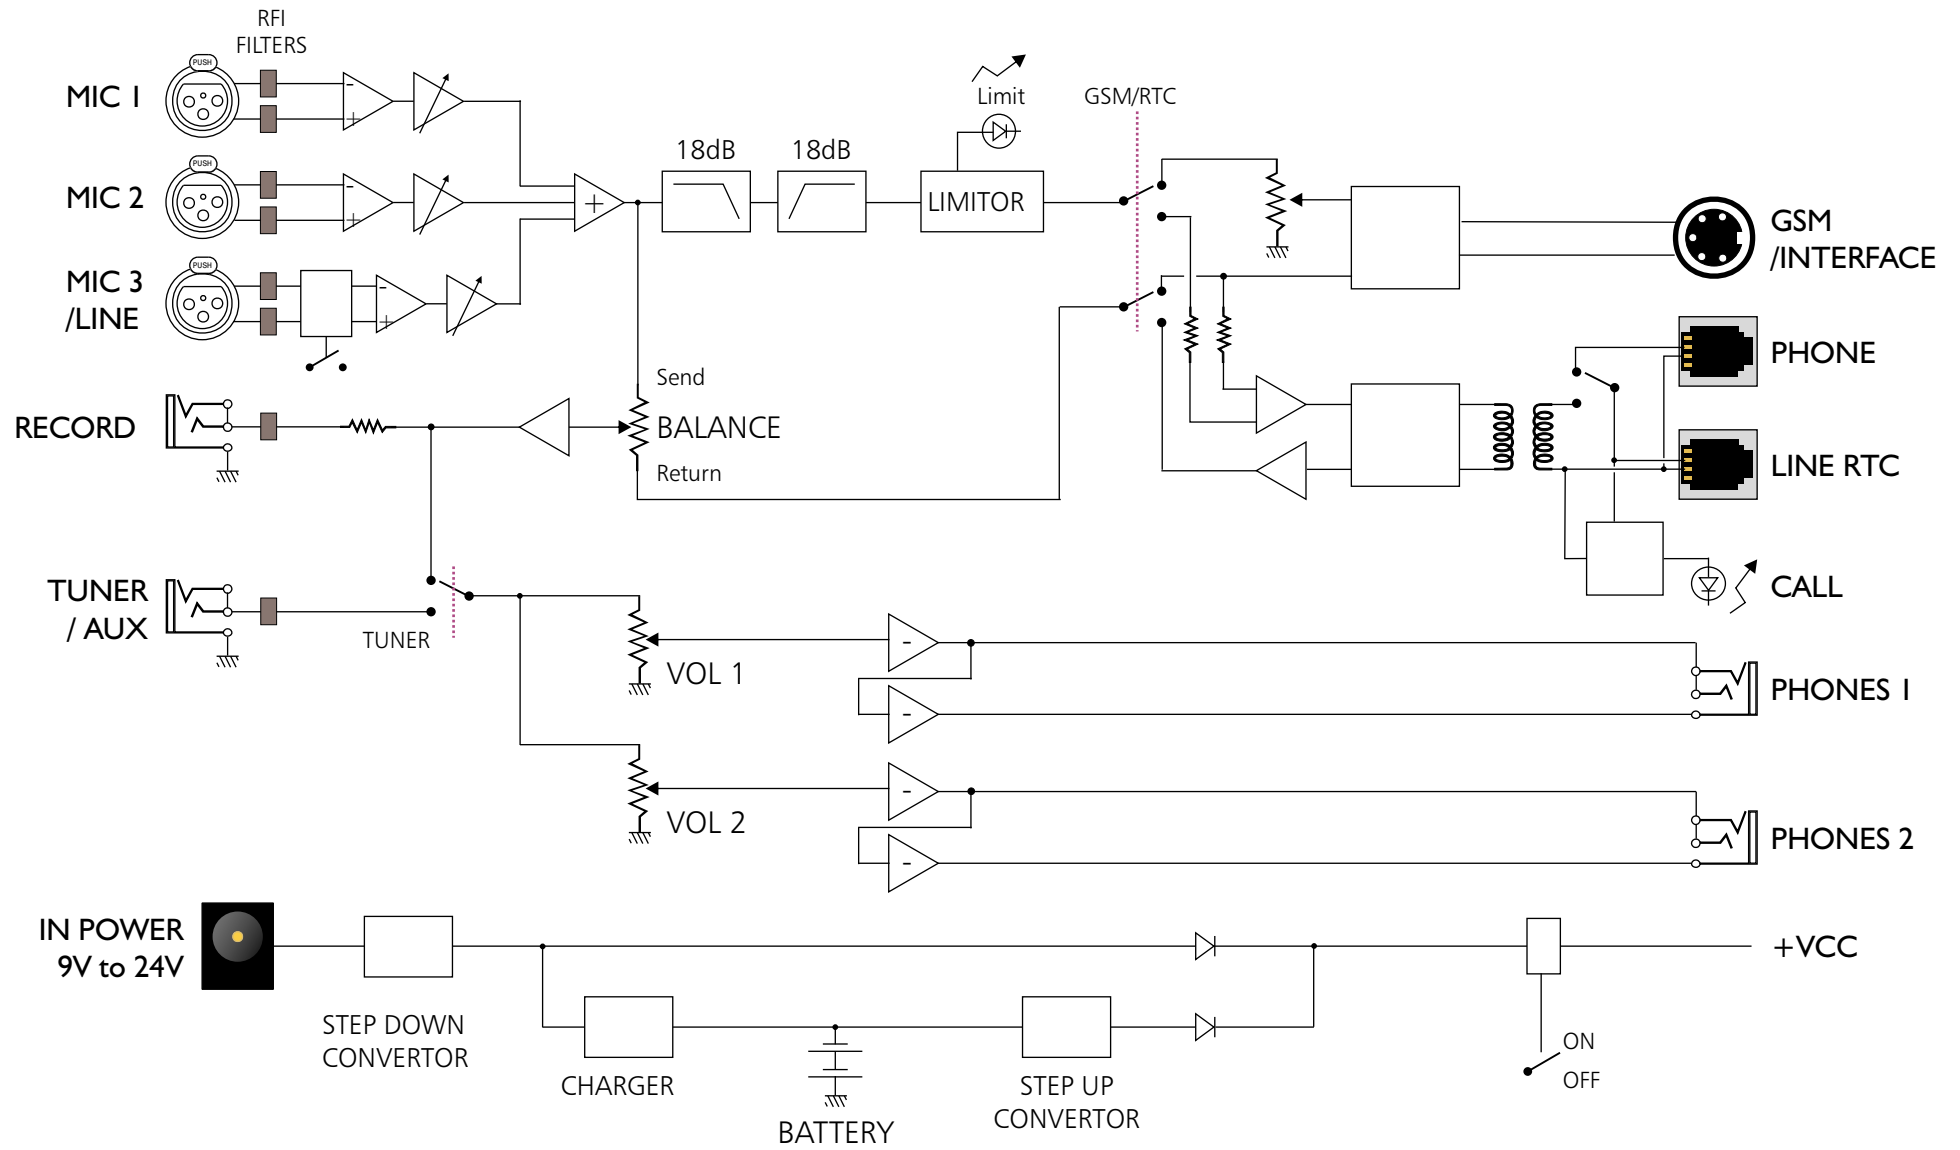 RFI
FILTERS
PUSH
MIC 1
-
+
Limit
GSM/RTC
18dB
18dB
PUSH
MIC 2
-
+
+
LIMITOR
GSM
/INTERFACE
PUSH
MIC 3
/LINE
-
+
PHONE
Send
RECORD
BALANCE
Return
LINE RTC
TUNER
/ AUX
TUNER
CALL
-
VOL 1
-
PHONES 1
-
VOL 2
-
PHONES 2
IN POWER
9V to 24V
+VCC
STEP DOWN
CONVERTOR
CHARGER
BATTERY
STEP UP
CONVERTOR
ON
OFF